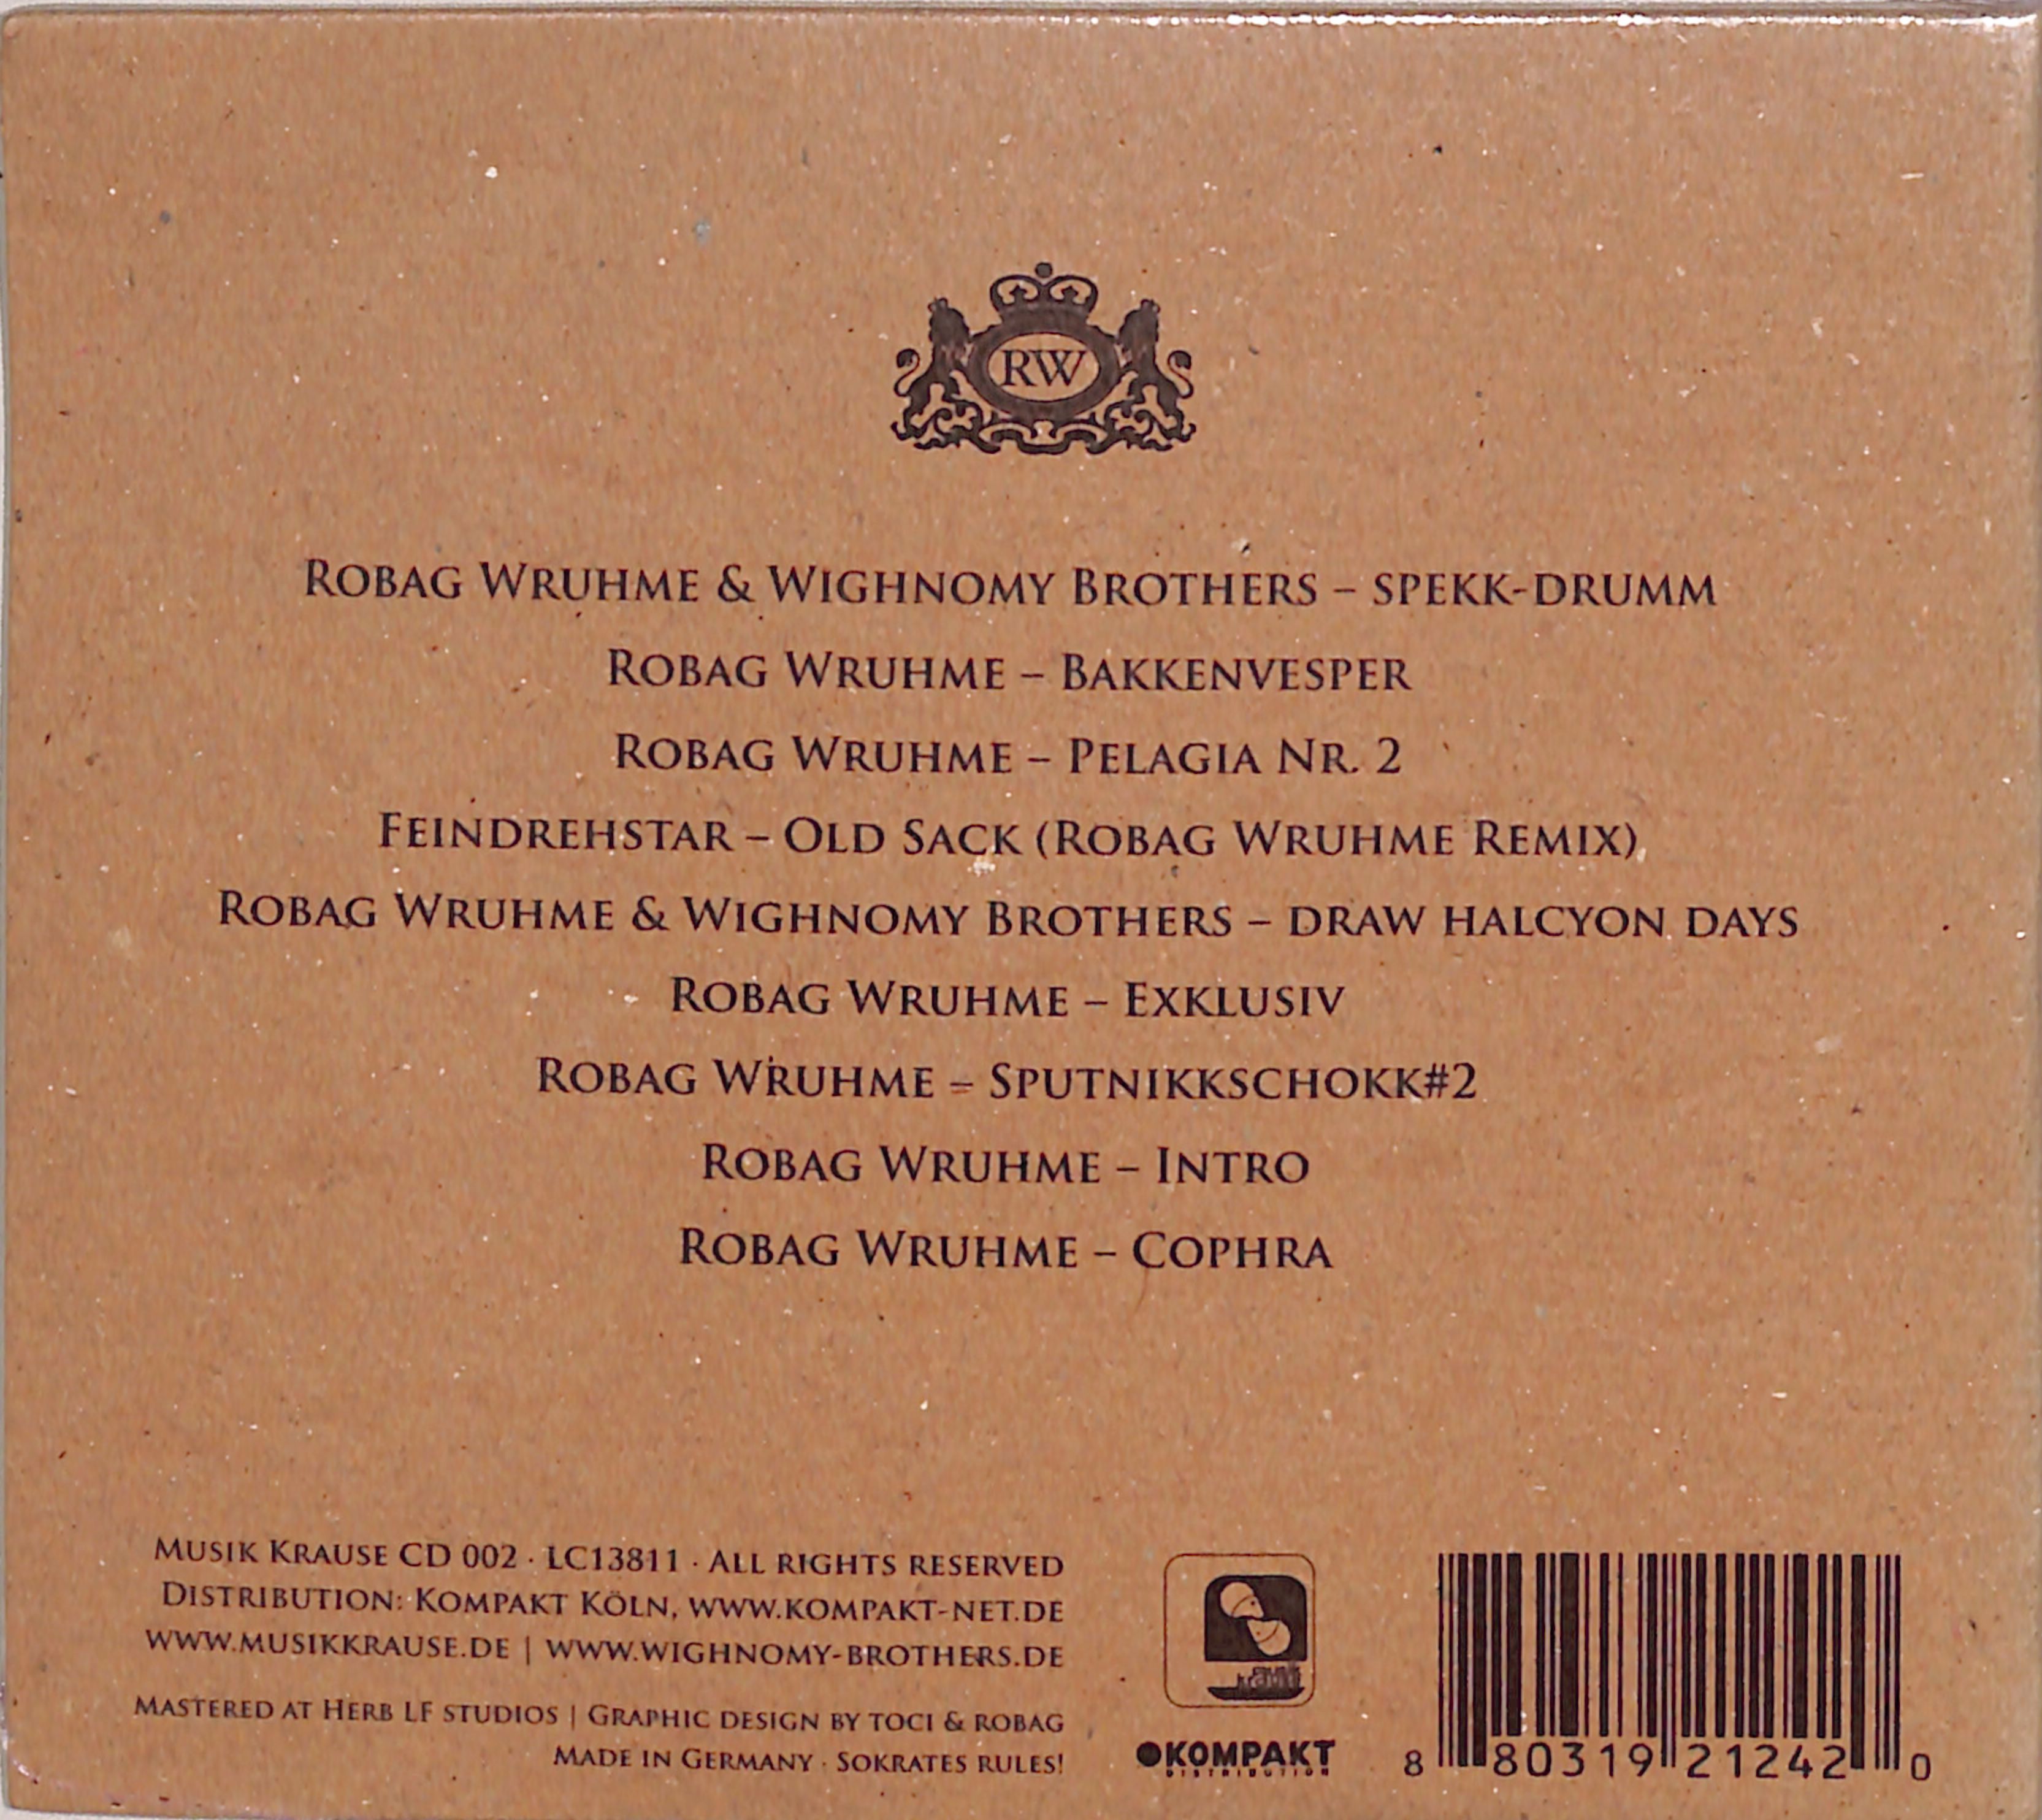 RW
Robag Wruhme & Wighnomy Brothers – spekk-drumm
Robag Wruhme – Bakkenvesper
Robag Wruhme – Pelagia Nr. 2
Feindrehstar – Old Sack (Robag Wruhme Remix)
Robag Wruhme & Wighnomy Brothers – draw halcyon days
Robag Wruhme – Exklusiv
Robag Wruhme – Sputnikkschokk#2
Robag Wruhme – Intro
Robag Wruhme – Cophra
Musik Krause CD 002 · LC13811 · all rights reserved
Distribution: Kompakt Köln, www.kompakt-net.de
www.musikkrause.de | www.wighnomy-brothers.de
Mastered at Herb LF studios | Graphic design by toci & robag
Made in Germany · Sokrates rules!
KOMPAKT
DISTRIBUTION
8 80319 21242 0